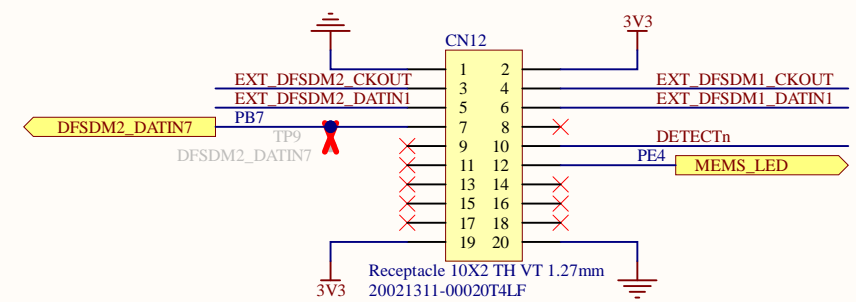 3V3
CN12
1 2
EXT_DFSDM2_CKOUT 3 4 EXT_DFSDM1_CKOUT
EXT_DFSDM2_DATIN1 5 6 EXT_DFSDM1_DATIN1
DFSDM2_DATIN7 PB7 7 8
TP9 9 10 DETECTn
DFSDM2_DATIN7 11 12 PE4 MEMS_LED
13 14
15 16
17 18
19 20
3V3
Receptacle 10X2 TH VT 1.27mm
20021311-00020T4LF